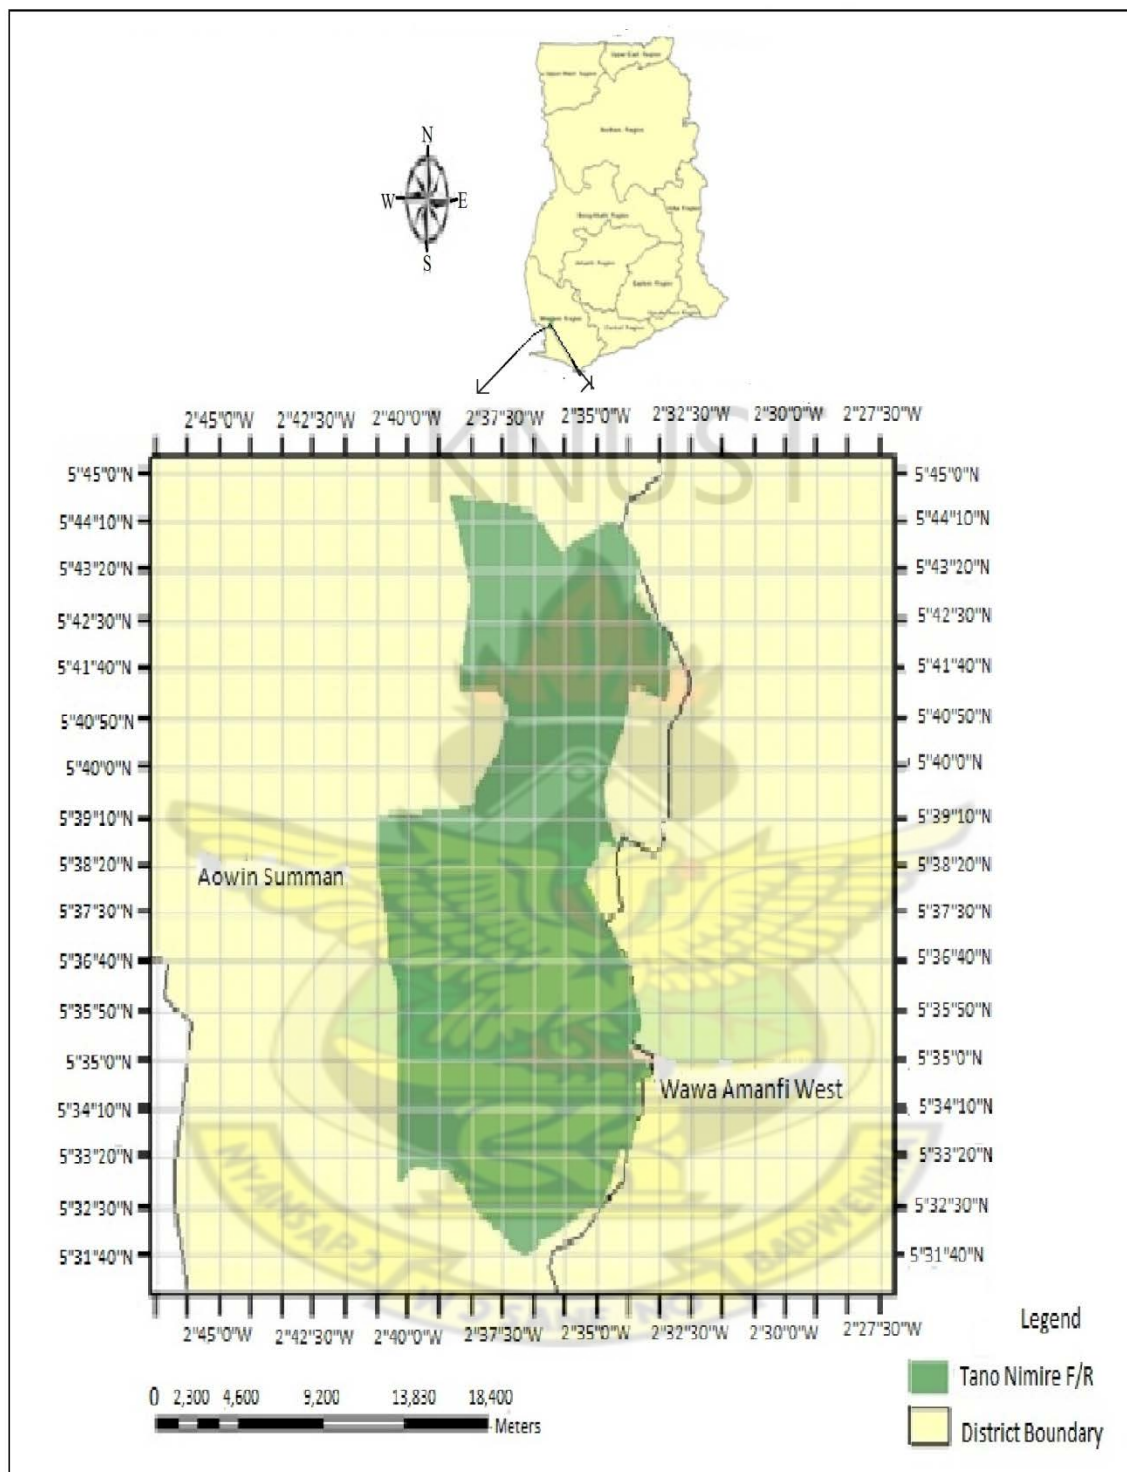 N
W E
S
2"45"0"W 2"42"30"W 2"40"0"W 2"37"30"W 2"35"0"W 2"32"30"W 2"30"0"W 2"27"30"W
KNUST
5"45"0"N 5"45"0"N
5"44"10"N 5"44"10"N
5"43"20"N 5"43"20"N
5"42"30"N 5"42"30"N
5"41"40"N 5"41"40"N
5"40"50"N 5"40"50"N
5"40"0"N 5"40"0"N
5"39"10"N 5"39"10"N
5"38"20"N 5"38"20"N
Aowin Summan
5"37"30"N 5"37"30"N
5"36"40"N 5"36"40"N
5"35"50"N 5"35"50"N
5"35"0"N 5"35"0"N
Wawa Amanfi West
5"34"10"N 5"34"10"N
5"33"20"N 5"33"20"N
5"32"30"N 5"32"30"N
5"31"40"N 5"31"40"N
NYANSAPƆ WƆSANE NO BADWENMA
2"45"0"W 2"42"30"W 2"40"0"W 2"37"30"W 2"35"0"W 2"32"30"W 2"30"0"W 2"27"30"W
Legend
Tano Nimire F/R
District Boundary
0 2,300 4,600 9,200 13,830 18,400
Meters